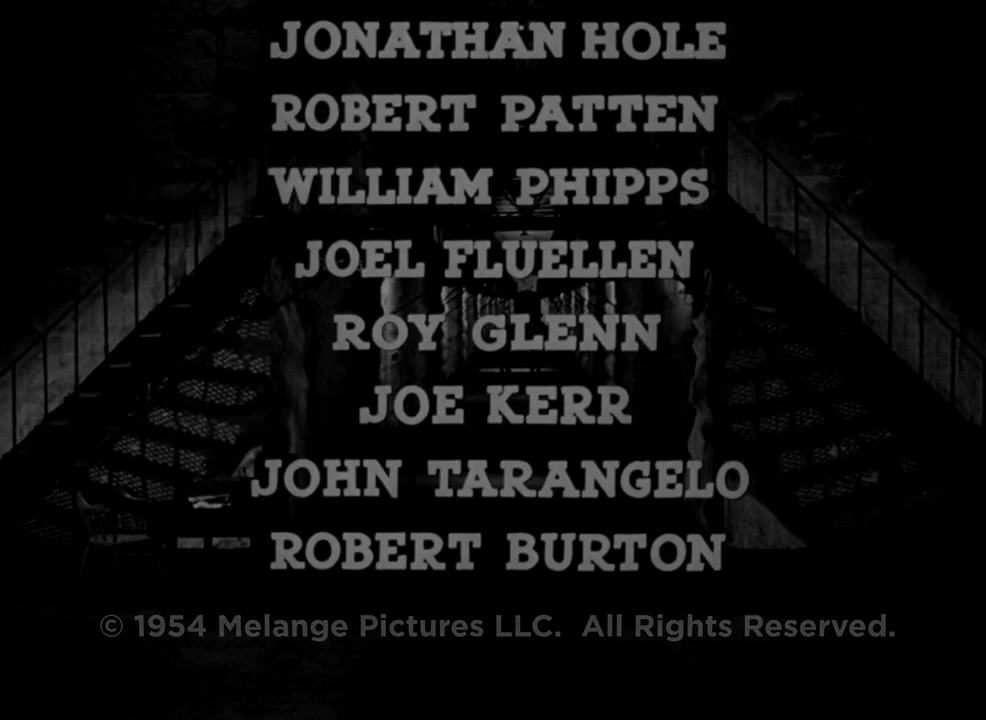 JONATHAN HOLE
ROBERT PATTEN
WILLIAM PHIPPS
JOEL FLUELLEN
ROY GLENN
JOE KERR
JOHN TARANGELO
ROBERT BURTON
© 1954 Melange Pictures LLC. All Rights Reserved.